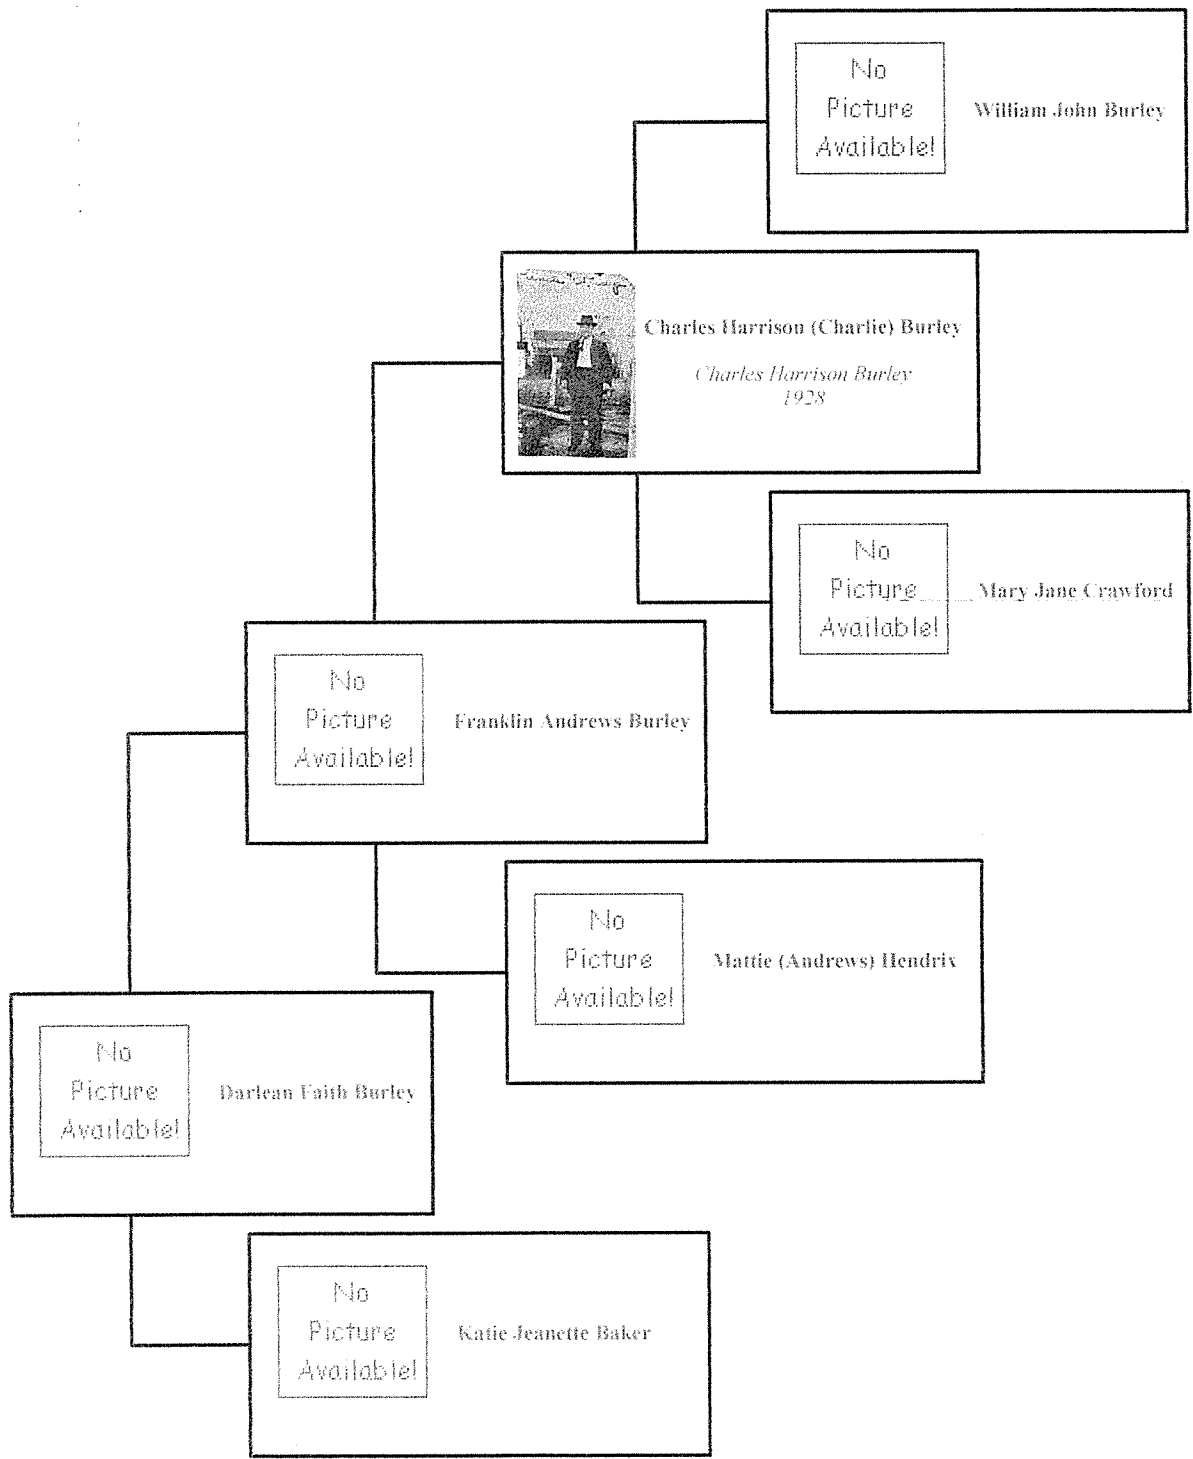 No
Picture
Available!
William John Burley
Charles Harrison (Charlie) Burley
Charles Harrison Burley
1928
No
Picture
Available!
Mary Jane Crawford
No
Picture
Available!
Franklin Andrews Burley
No
Picture
Available!
Mattie (Andrews) Hendrix
No
Picture
Available!
Darlean Faith Burley
No
Picture
Available!
Katie Jeanette Baker